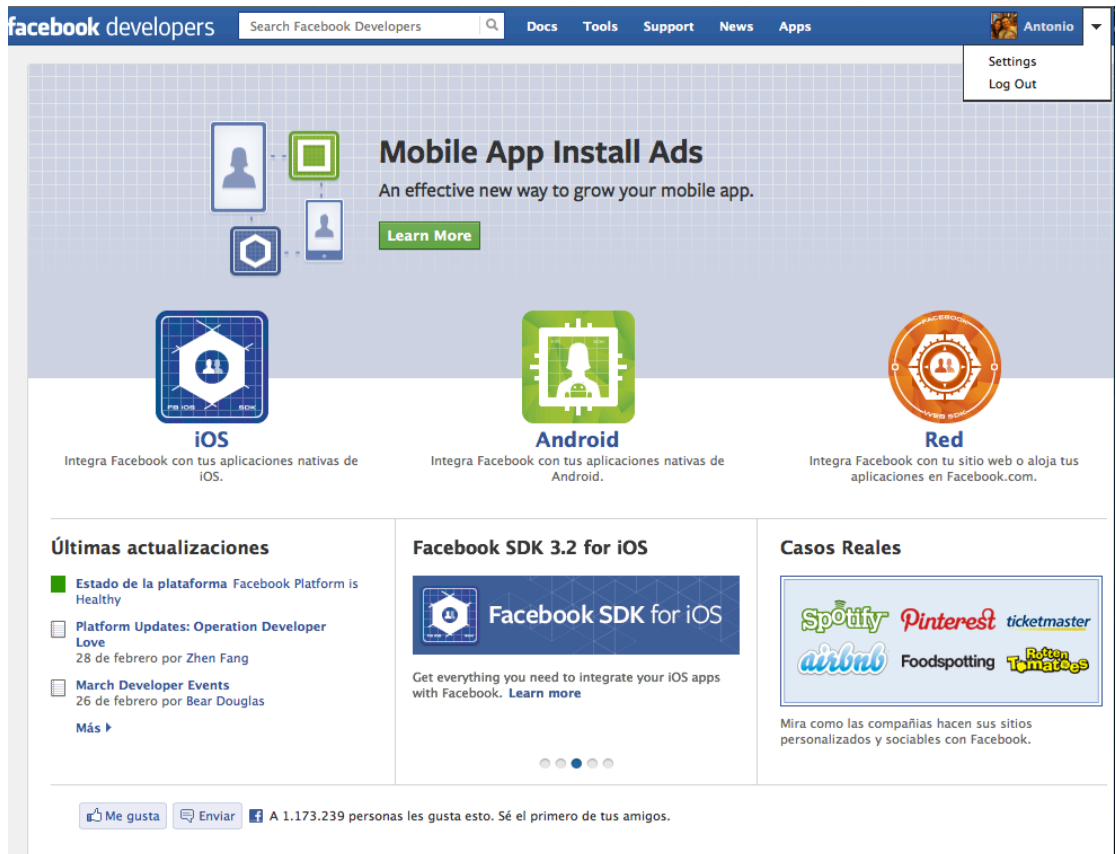 facebook developers
Search Facebook Developers
Docs Tools Support News Apps
Antonio
Settings
Log Out
Mobile App Install Ads
An effective new way to grow your mobile app.
Learn More
FB iOS SDK
iOS
Integra Facebook con tus aplicaciones nativas de
iOS.
Android
Integra Facebook con tus aplicaciones nativas de
Android.
FACEBOOK
WEB SDK
Red
Integra Facebook con tu sitio web o aloja tus
aplicaciones en Facebook.com.
Últimas actualizaciones
Estado de la plataforma Facebook Platform is
Healthy
Platform Updates: Operation Developer
Love
28 de febrero por Zhen Fang
March Developer Events
26 de febrero por Bear Douglas
Más
Facebook SDK 3.2 for iOS
Facebook SDK for iOS
Get everything you need to integrate your iOS apps
with Facebook. Learn more
Casos Reales
Spotify Pinterest ticketmaster
airbnb Foodspotting Rotten
Tomatoes
Mira como las compañias hacen sus sitios
personalizados y sociables con Facebook.
Me gusta Enviar A 1.173.239 personas les gusta esto. Sé el primero de tus amigos.